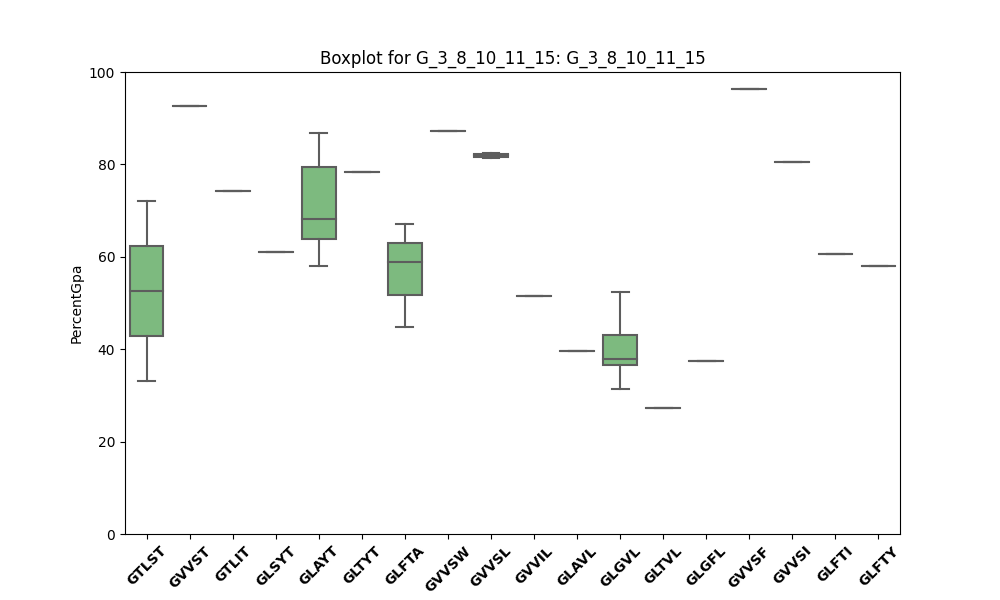 Boxplot for G_3_8_10_11_15: G_3_8_10_11_15
100
80
60
40
20
0
PercentGpa
GTLST
GVVST
GTLIT
GLSYT
GLAYT
GLTYT
GLFTA
GVVSW
GVVSL
GVVIL
GLAVL
GLGVL
GLTVL
GLGFL
GVVSF
GVVSI
GLFTI
GLFTY